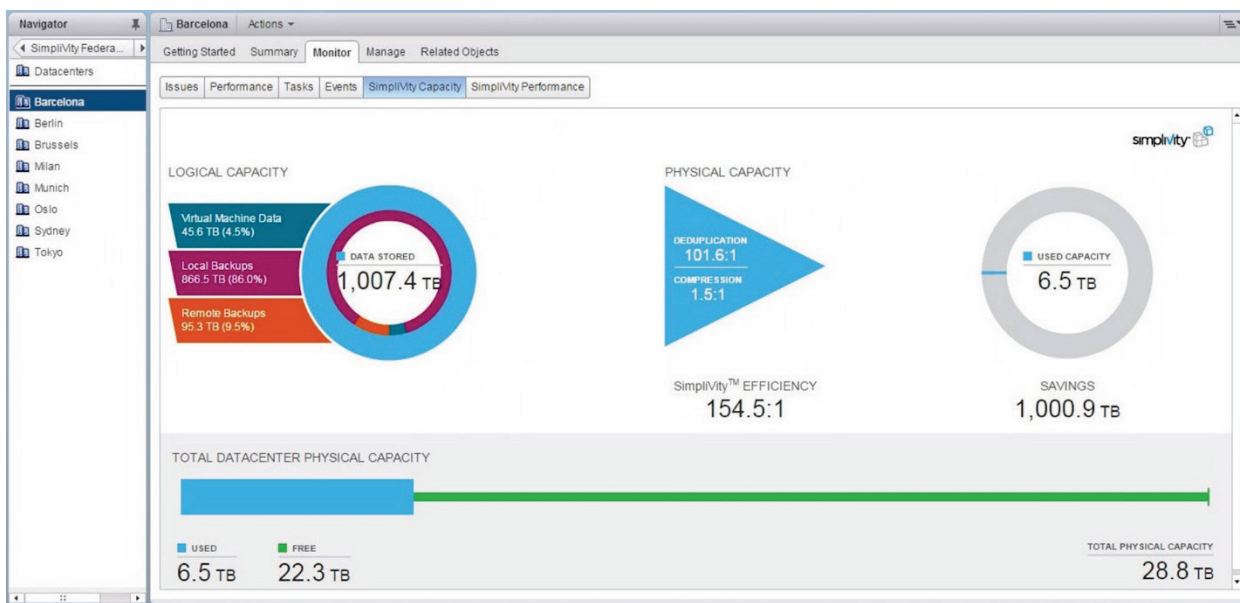 Navigator
Barcelona
Actions
SimpliVity Federa...
Getting Started
Summary
Monitor
Manage
Related Objects
Datacenters
Issues
Performance
Tasks
Events
SimpliVity Capacity
SimpliVity Performance
Barcelona
Berlin
Brussels
Milan
Munich
Oslo
Sydney
Tokyo
simplivity
LOGICAL CAPACITY
Virtual Machine Data
45.6 TB (4.5%)
Local Backups
866.5 TB (86.0%)
Remote Backups
95.3 TB (9.5%)
DATA STORED
1,007.4 TB
PHYSICAL CAPACITY
DEDUPLICATION
101.6:1
COMPRESSION
1.5:1
USED CAPACITY
6.5 TB
SimpliVity™ EFFICIENCY
154.5:1
SAVINGS
1,000.9 TB
TOTAL DATACENTER PHYSICAL CAPACITY
USED
6.5 TB
FREE
22.3 TB
TOTAL PHYSICAL CAPACITY
28.8 TB